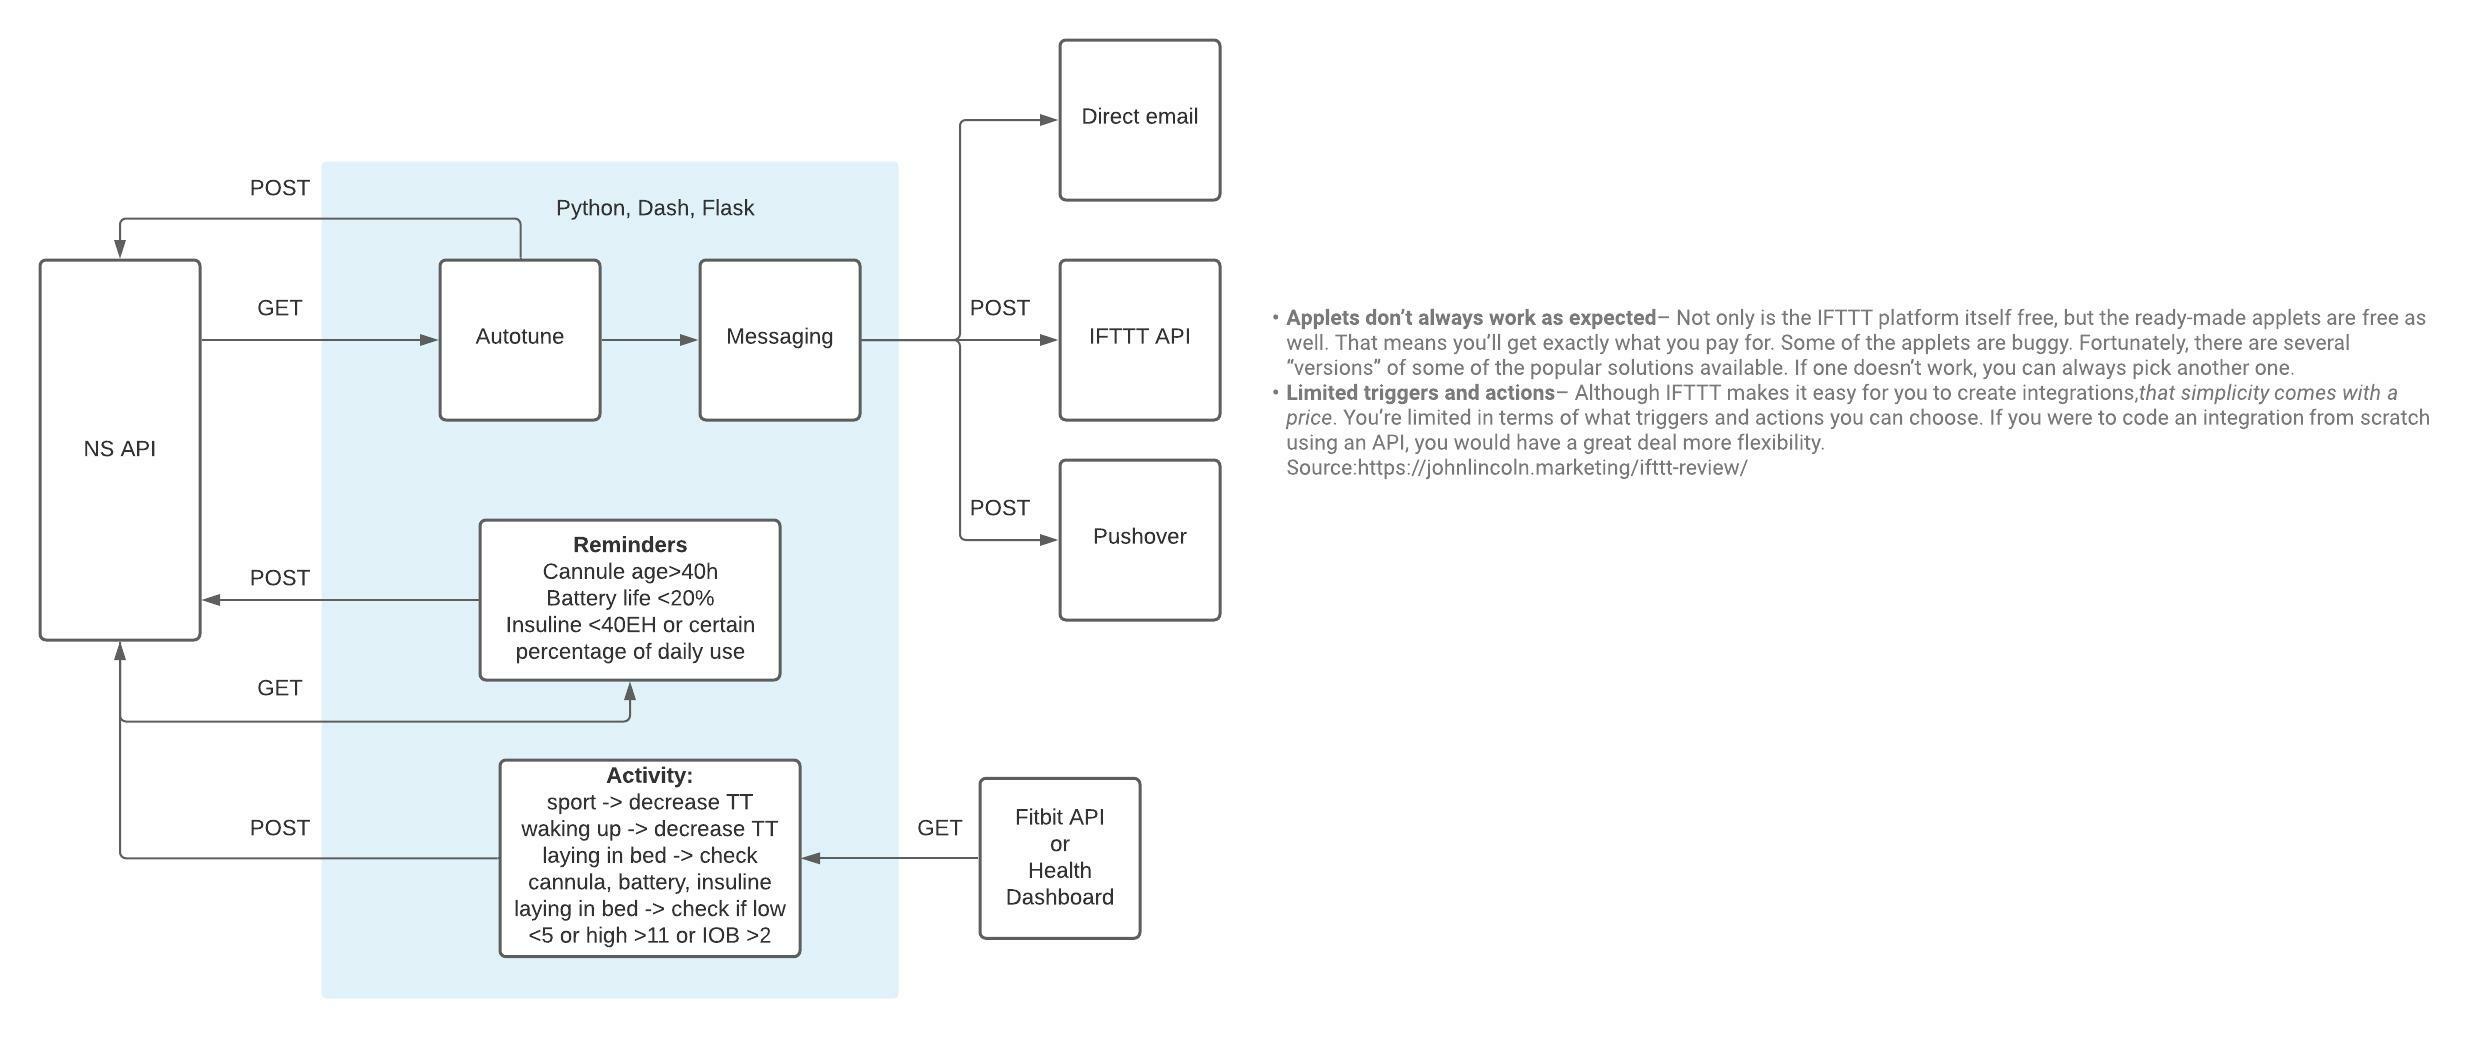 Direct email
POST
Python, Dash, Flask
GET
POST
Autotune
Messaging
IFTTT API
NS API
• Applets don’t always work as expected– Not only is the IFTTT platform itself free, but the ready-made applets are free as
well. That means you’ll get exactly what you pay for. Some of the applets are buggy. Fortunately, there are several
“versions” of some of the popular solutions available. If one doesn’t work, you can always pick another one.
• Limited triggers and actions– Although IFTTT makes it easy for you to create integrations,that simplicity comes with a
price. You’re limited in terms of what triggers and actions you can choose. If you were to code an integration from scratch
using an API, you would have a great deal more flexibility.
Source:https://johnlincoln.marketing/ifttt-review/
POST
Pushover
POST
Reminders
Cannule age>40h
Battery life <20%
Insuline <40EH or certain
percentage of daily use
GET
POST
Activity:
sport -> decrease TT
waking up -> decrease TT
laying in bed -> check
cannula, battery, insuline
laying in bed -> check if low
<5 or high >11 or IOB >2
GET
Fitbit API
or
Health
Dashboard